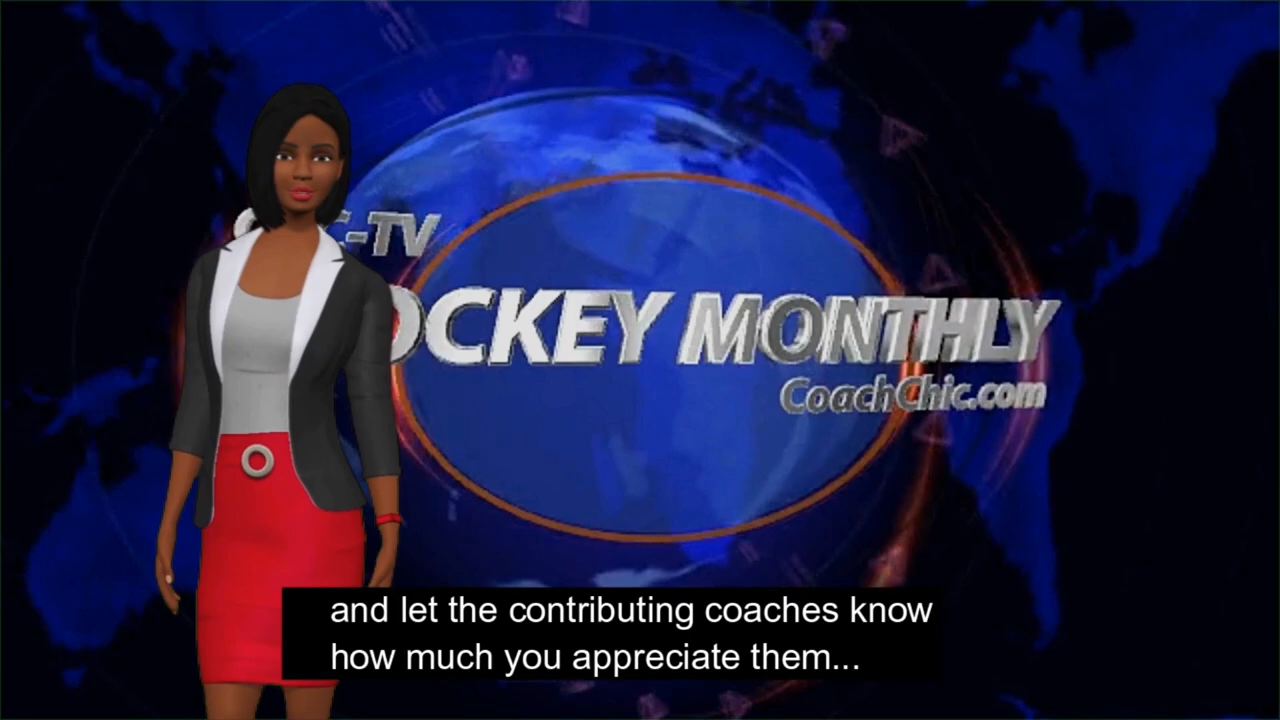 -TV
OCKEY MONTHLY
CoachChic.com
and let the contributing coaches know
how much you appreciate them...